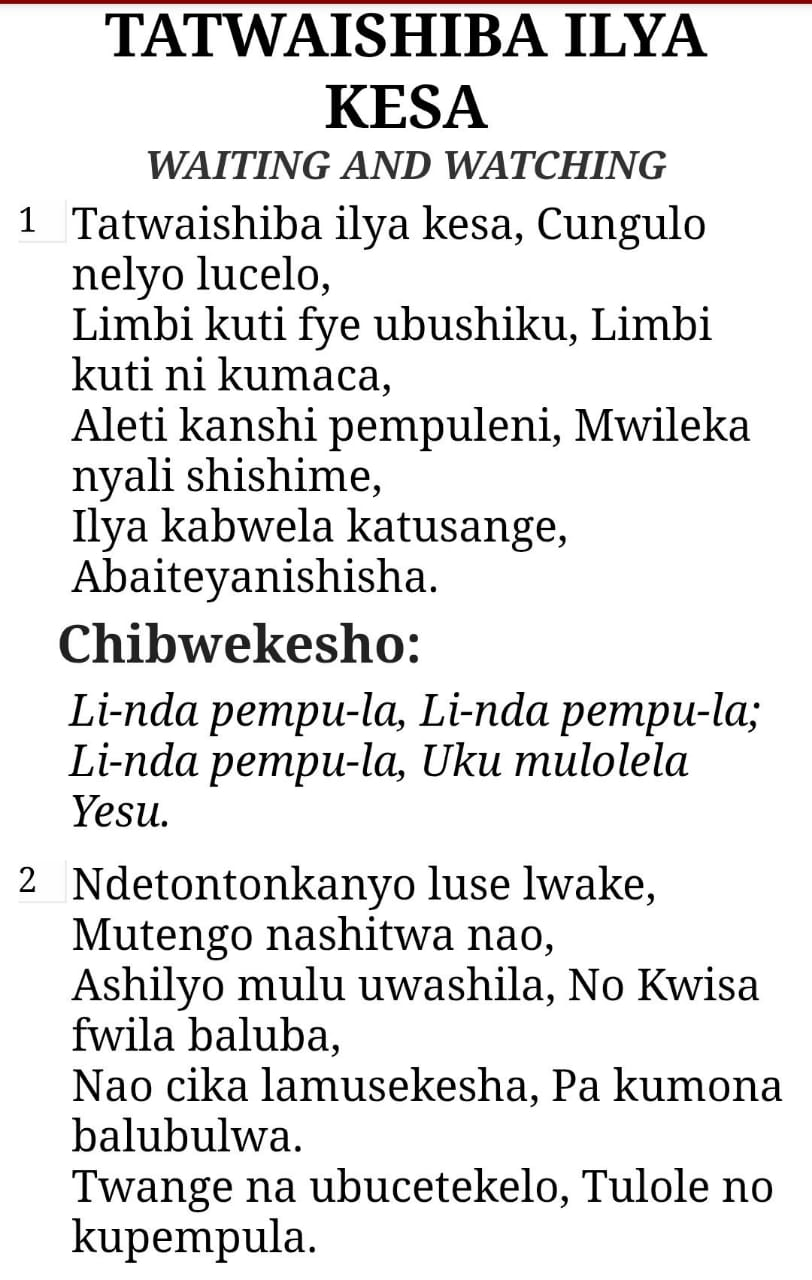 TATWAISHIBA ILYA
KESA
WAITING AND WATCHING
1 Tatwaishiba ilya kesa, Cungulo
nelyo lucelo,
Limbi kuti fye ubushiku, Limbi
kuti ni kumaca,
Aleti kanshi pempuleni, Mwileka
nyali shishime,
Ilya kabwela katusange,
Abaiteyanishisha.
Chibwekesho:
Li-nda pempu-la, Li-nda pempu-la;
Li-nda pempu-la, Uku mulolela
Yesu.
2 Ndetontonkanyo luse lwake,
Mutengo nashitwa nao,
Ashilyo mulu uwashila, No Kwisa
fwila baluba,
Nao cika lamusekesha, Pa kumona
balubulwa.
Twange na ubucetekelo, Tulole no
kupempula.